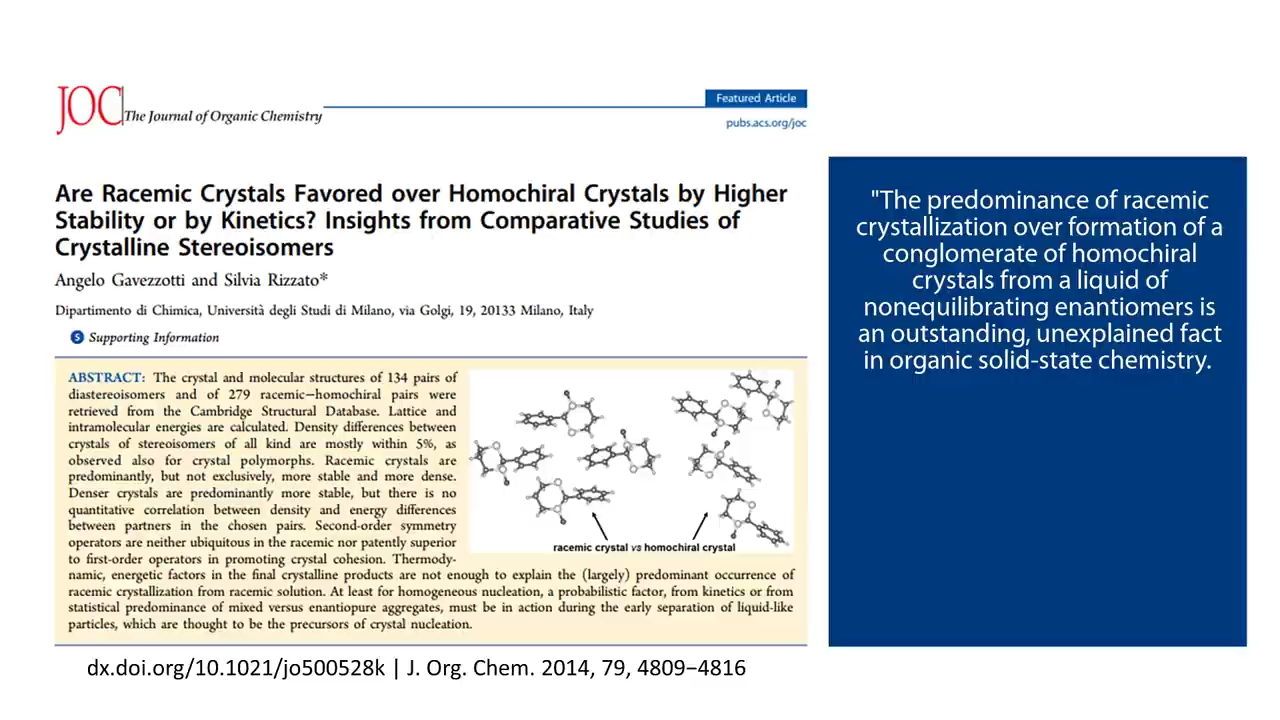 JOC The Journal of Organic Chemistry
Featured Article
pubs.acs.org/joc
Are Racemic Crystals Favored over Homochiral Crystals by Higher
Stability or by Kinetics? Insights from Comparative Studies of
Crystalline Stereoisomers
Angelo Gavezzotti and Silvia Rizzato*
Dipartimento di Chimica, Università degli Studi di Milano, via Golgi, 19, 20133 Milano, Italy
S Supporting Information
ABSTRACT: The crystal and molecular structures of 134 pairs of
diastereoisomers and of 279 racemic−homochiral pairs were
retrieved from the Cambridge Structural Database. Lattice and
intramolecular energies are calculated. Density differences between
crystals of stereoisomers of all kind are mostly within 5%, as
observed also for crystal polymorphs. Racemic crystals are
predominantly, but not exclusively, more stable and more dense.
Denser crystals are predominantly more stable, but there is no
quantitative correlation between density and energy differences
between partners in the chosen pairs. Second-order symmetry
operators are neither ubiquitous in the racemic nor patently superior
to first-order operators in promoting crystal cohesion. Thermody-
namic, energetic factors in the final crystalline products are not enough to explain the (largely) predominant occurrence of
racemic crystallization from racemic solution. At least for homogeneous nucleation, a probabilistic factor, from kinetics or from
statistical predominance of mixed versus enantiopure aggregates, must be in action during the early separation of liquid-like
particles, which are thought to be the precursors of crystal nucleation.
racemic crystal vs homochiral crystal
dx.doi.org/10.1021/jo500528k | J. Org. Chem. 2014, 79, 4809−4816
"The predominance of racemic
crystallization over formation of a
conglomerate of homochiral
crystals from a liquid of
nonequilibrating enantiomers is
an outstanding, unexplained fact
in organic solid-state chemistry.